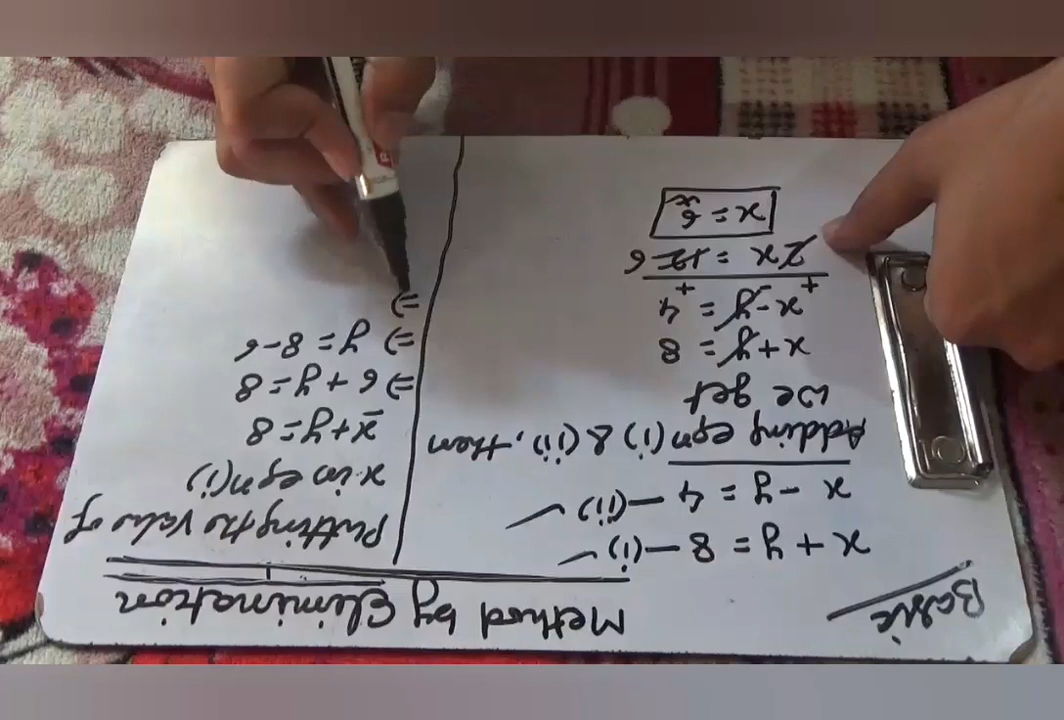 Basic
Method by Elimination
x + y = 8 —(i)
x - y = 4 —(ii)
Adding eqn (i) & (ii), then
we get
x + y = 8
x - y = 4
+ - +
2x = 12 6
x = 6
Putting the value of
x in eqn (i)
x + y = 8
⇒ 6 + y = 8
⇒ y = 8 - 6
⇒